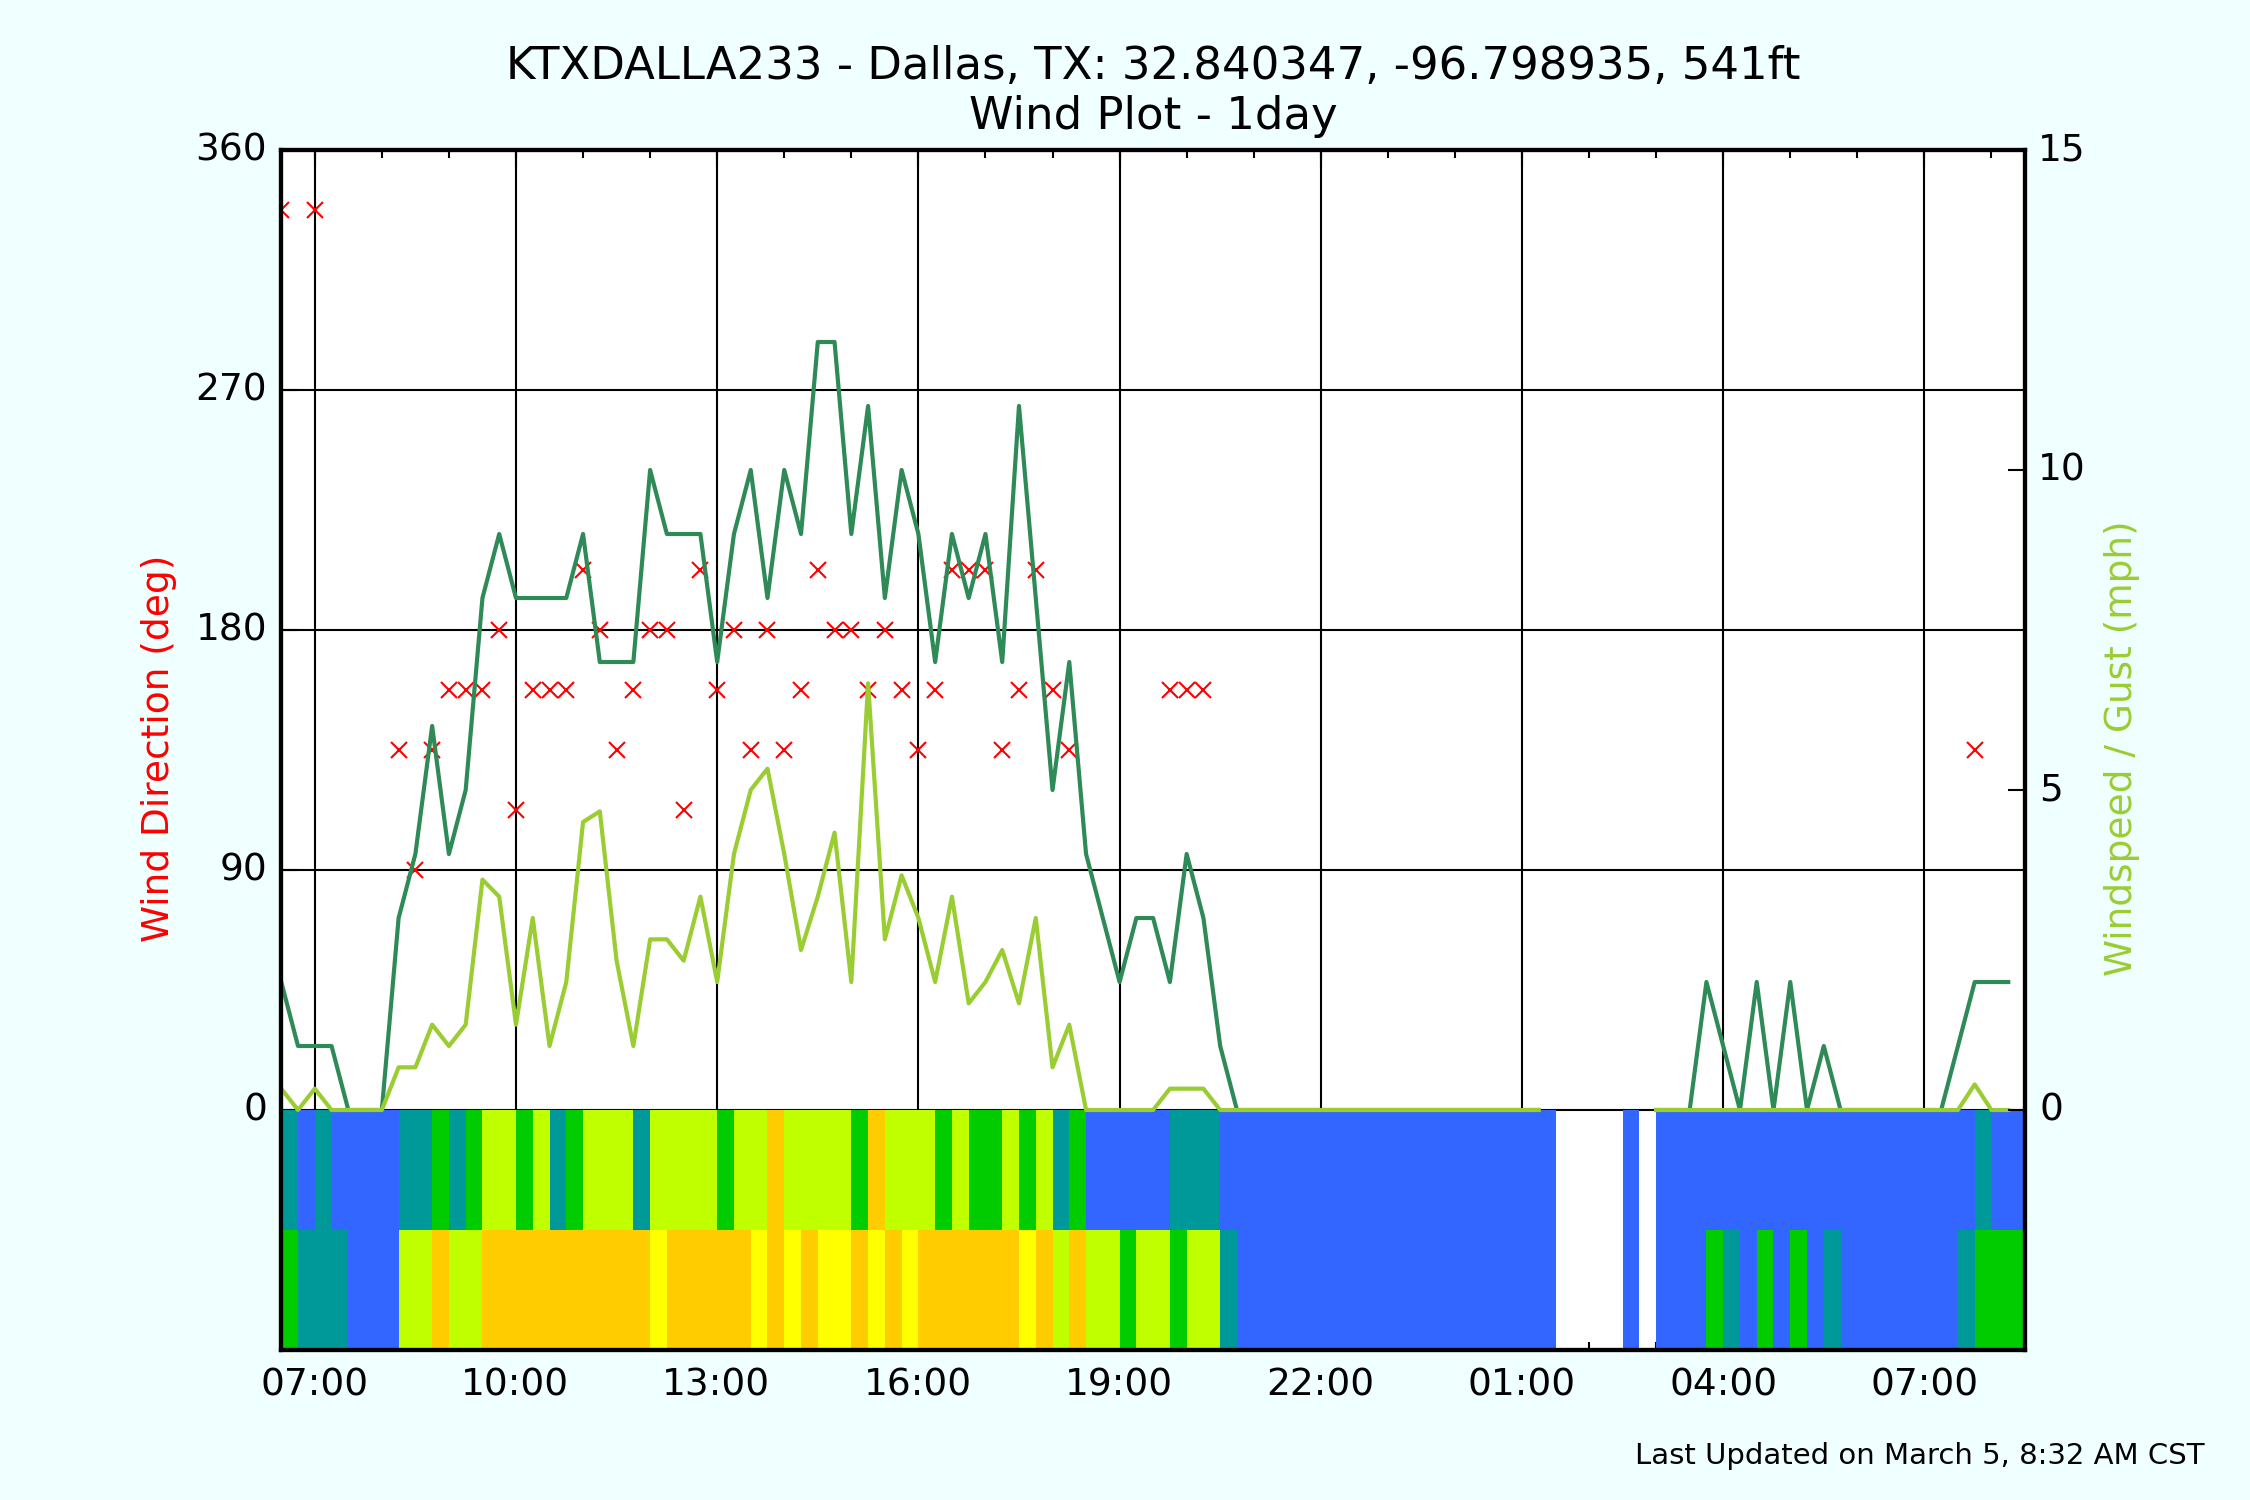 KTXDALLA233 - Dallas, TX: 32.840347, -96.798935, 541ft
Wind Plot - 1day
360
270
180
90
0
Wind Direction (deg)
15
10
5
0
Windspeed / Gust (mph)
07:00 10:00 13:00 16:00 19:00 22:00 01:00 04:00 07:00
Last Updated on March 5, 8:32 AM CST